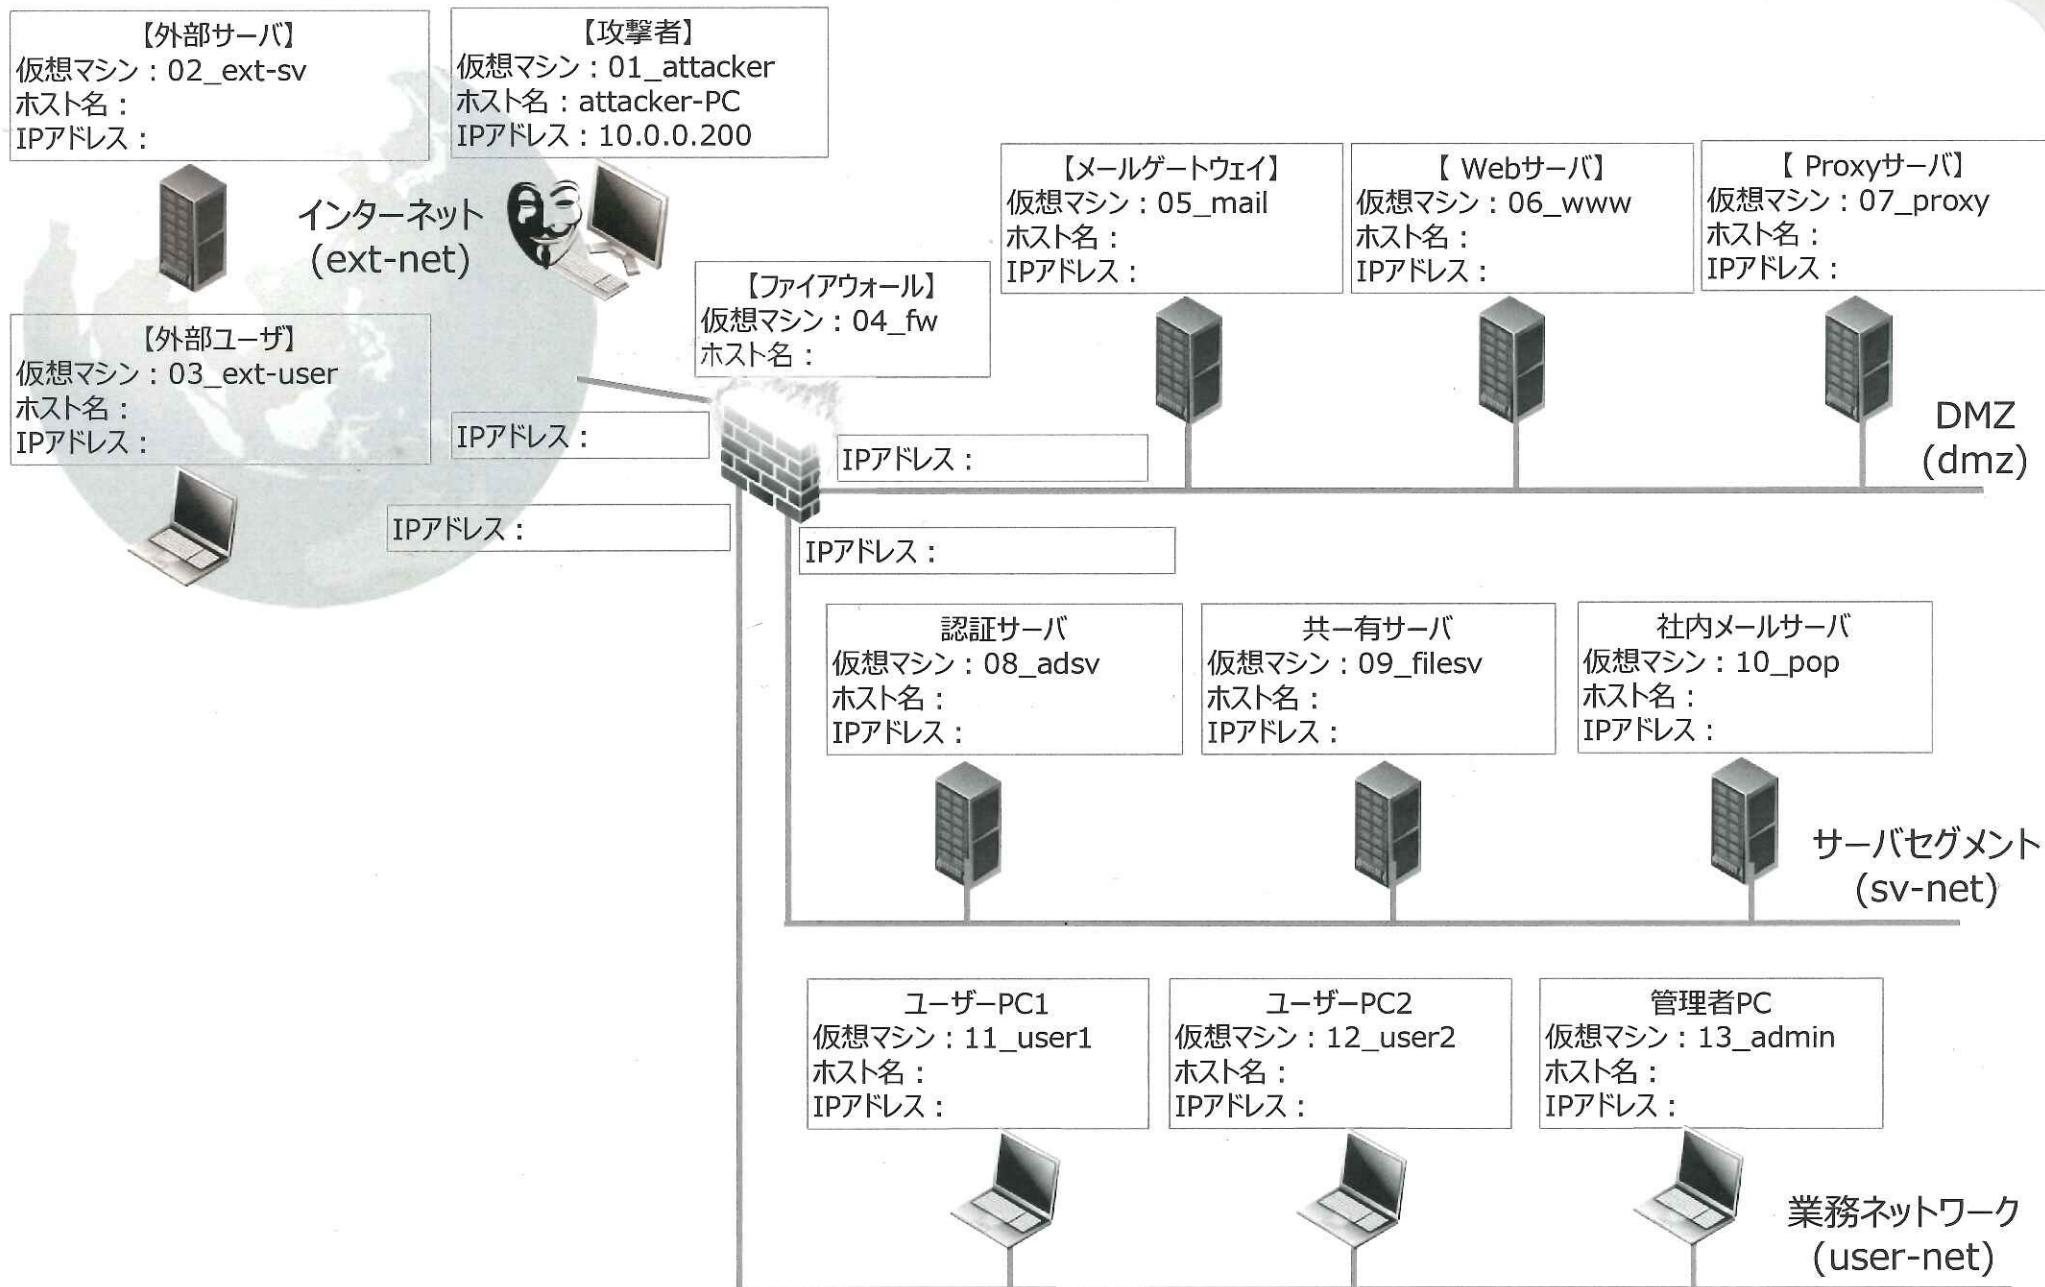 【外部サーバ】
仮想マシン：02_ext-sv
ホスト名：
IPアドレス：
【攻撃者】
仮想マシン：01_attacker
ホスト名：attacker-PC
IPアドレス：10.0.0.200
インターネット
(ext-net)
【外部ユーザ】
仮想マシン：03_ext-user
ホスト名：
IPアドレス：
【ファイアウォール】
仮想マシン：04_fw
ホスト名：
IPアドレス：
IPアドレス：
IPアドレス：
IPアドレス：
【メールゲートウェイ】
仮想マシン：05_mail
ホスト名：
IPアドレス：
【 Webサーバ】
仮想マシン：06_www
ホスト名：
IPアドレス：
【 Proxyサーバ】
仮想マシン：07_proxy
ホスト名：
IPアドレス：
DMZ
(dmz)
認証サーバ
仮想マシン：08_adsv
ホスト名：
IPアドレス：
共ー有サーバ
仮想マシン：09_filesv
ホスト名：
IPアドレス：
社内メールサーバ
仮想マシン：10_pop
ホスト名：
IPアドレス：
サーバセグメント
(sv-net)
ユーザーPC1
仮想マシン：11_user1
ホスト名：
IPアドレス：
ユーザーPC2
仮想マシン：12_user2
ホスト名：
IPアドレス：
管理者PC
仮想マシン：13_admin
ホスト名：
IPアドレス：
業務ネットワーク
(user-net)